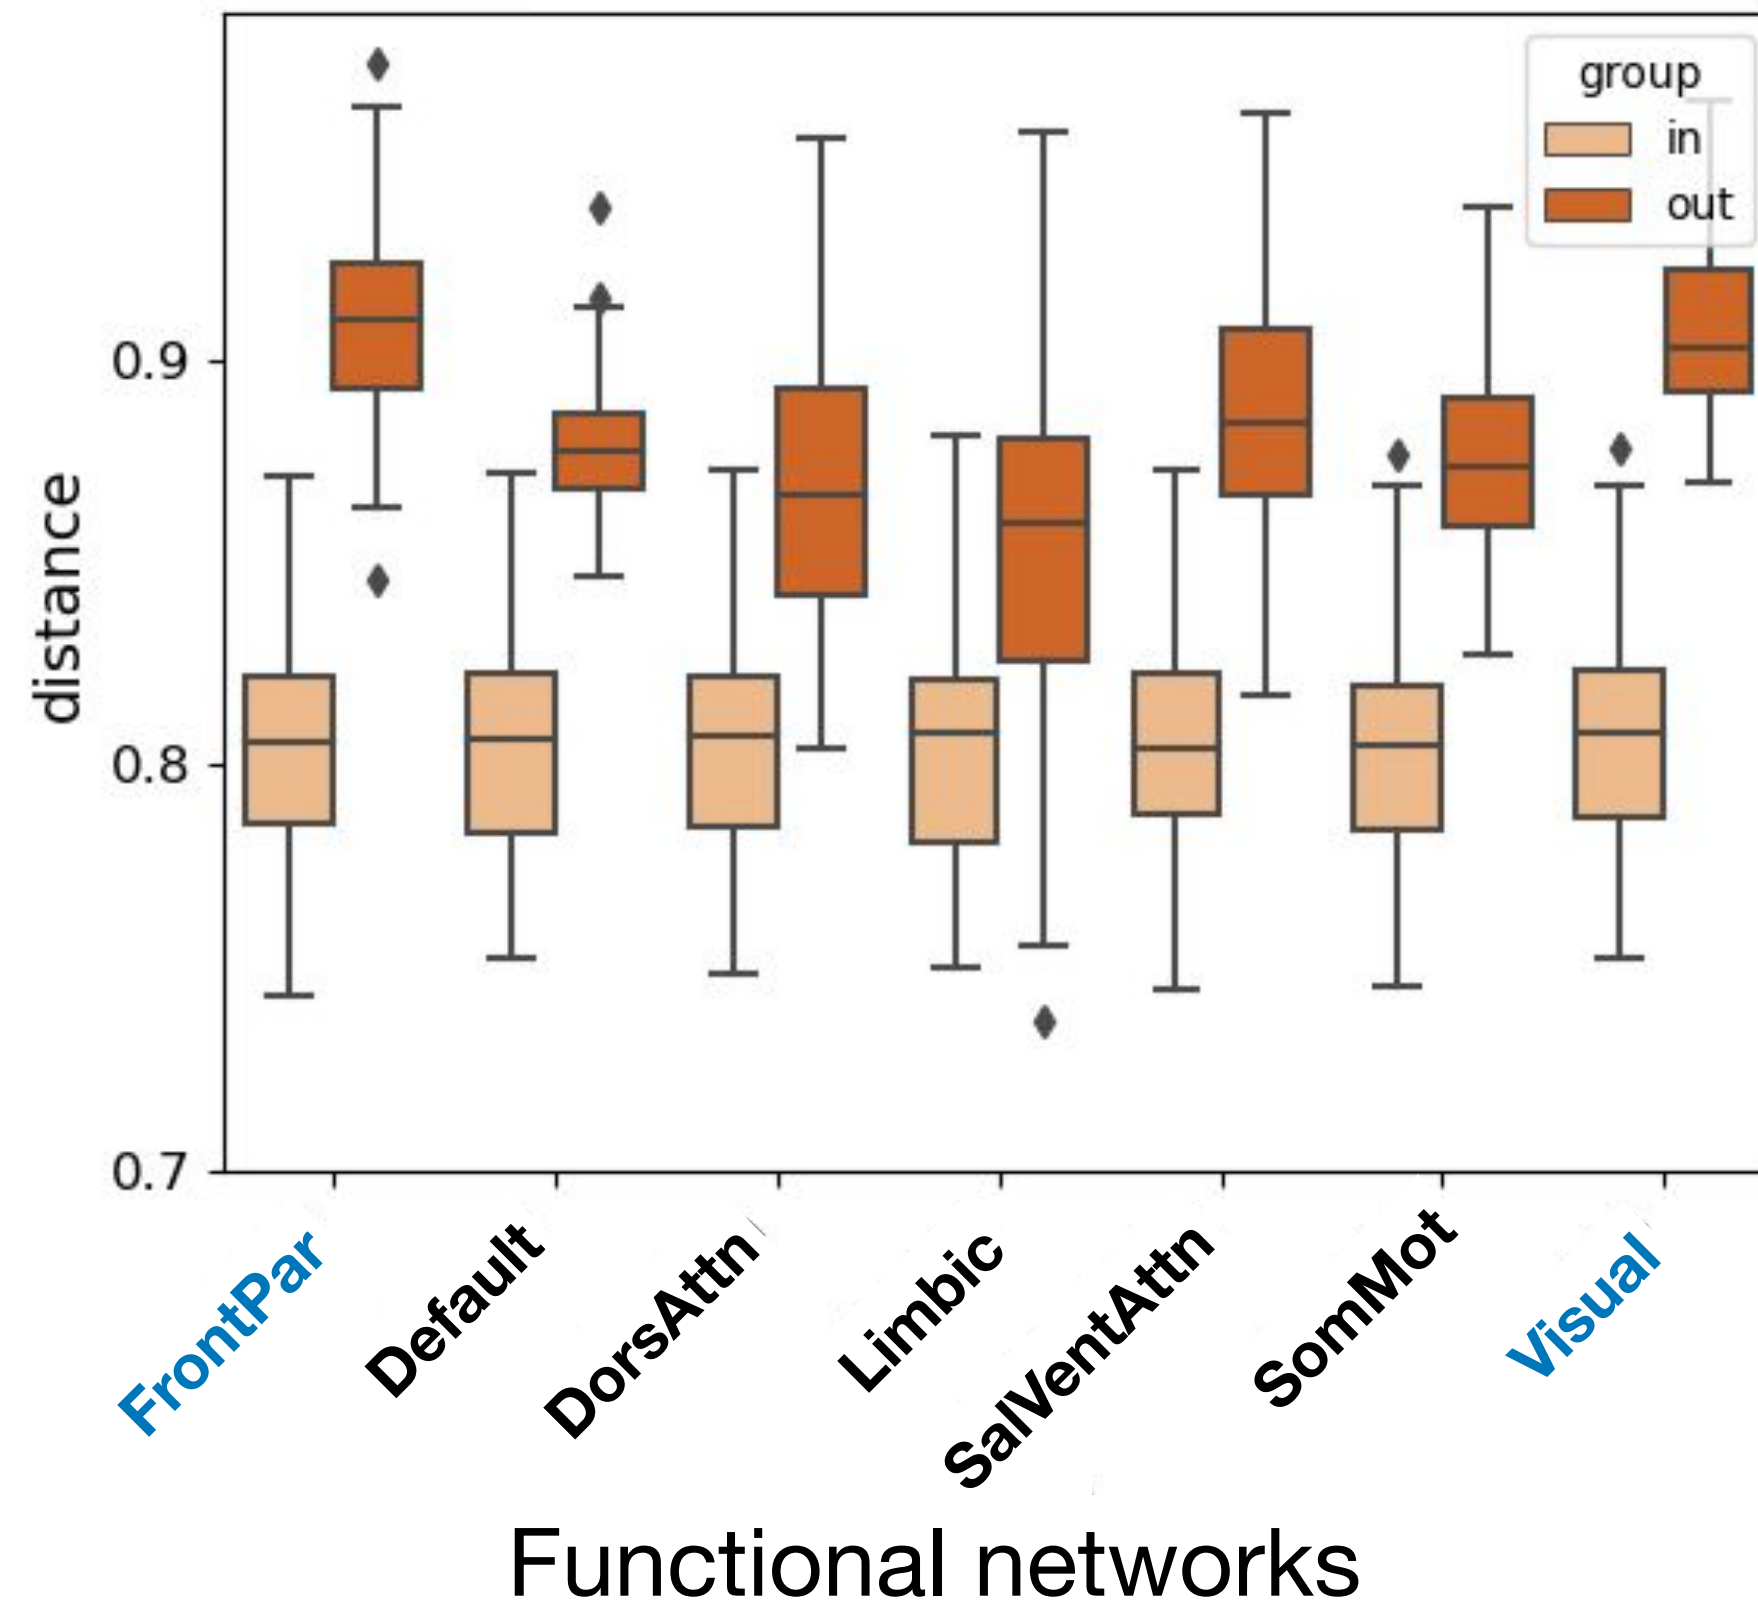 group
in
out
distance
0.9
0.8
0.7
FrontPar
Default
DorsAttn
Limbic
SalVentAttn
SomMot
Visual
Functional networks